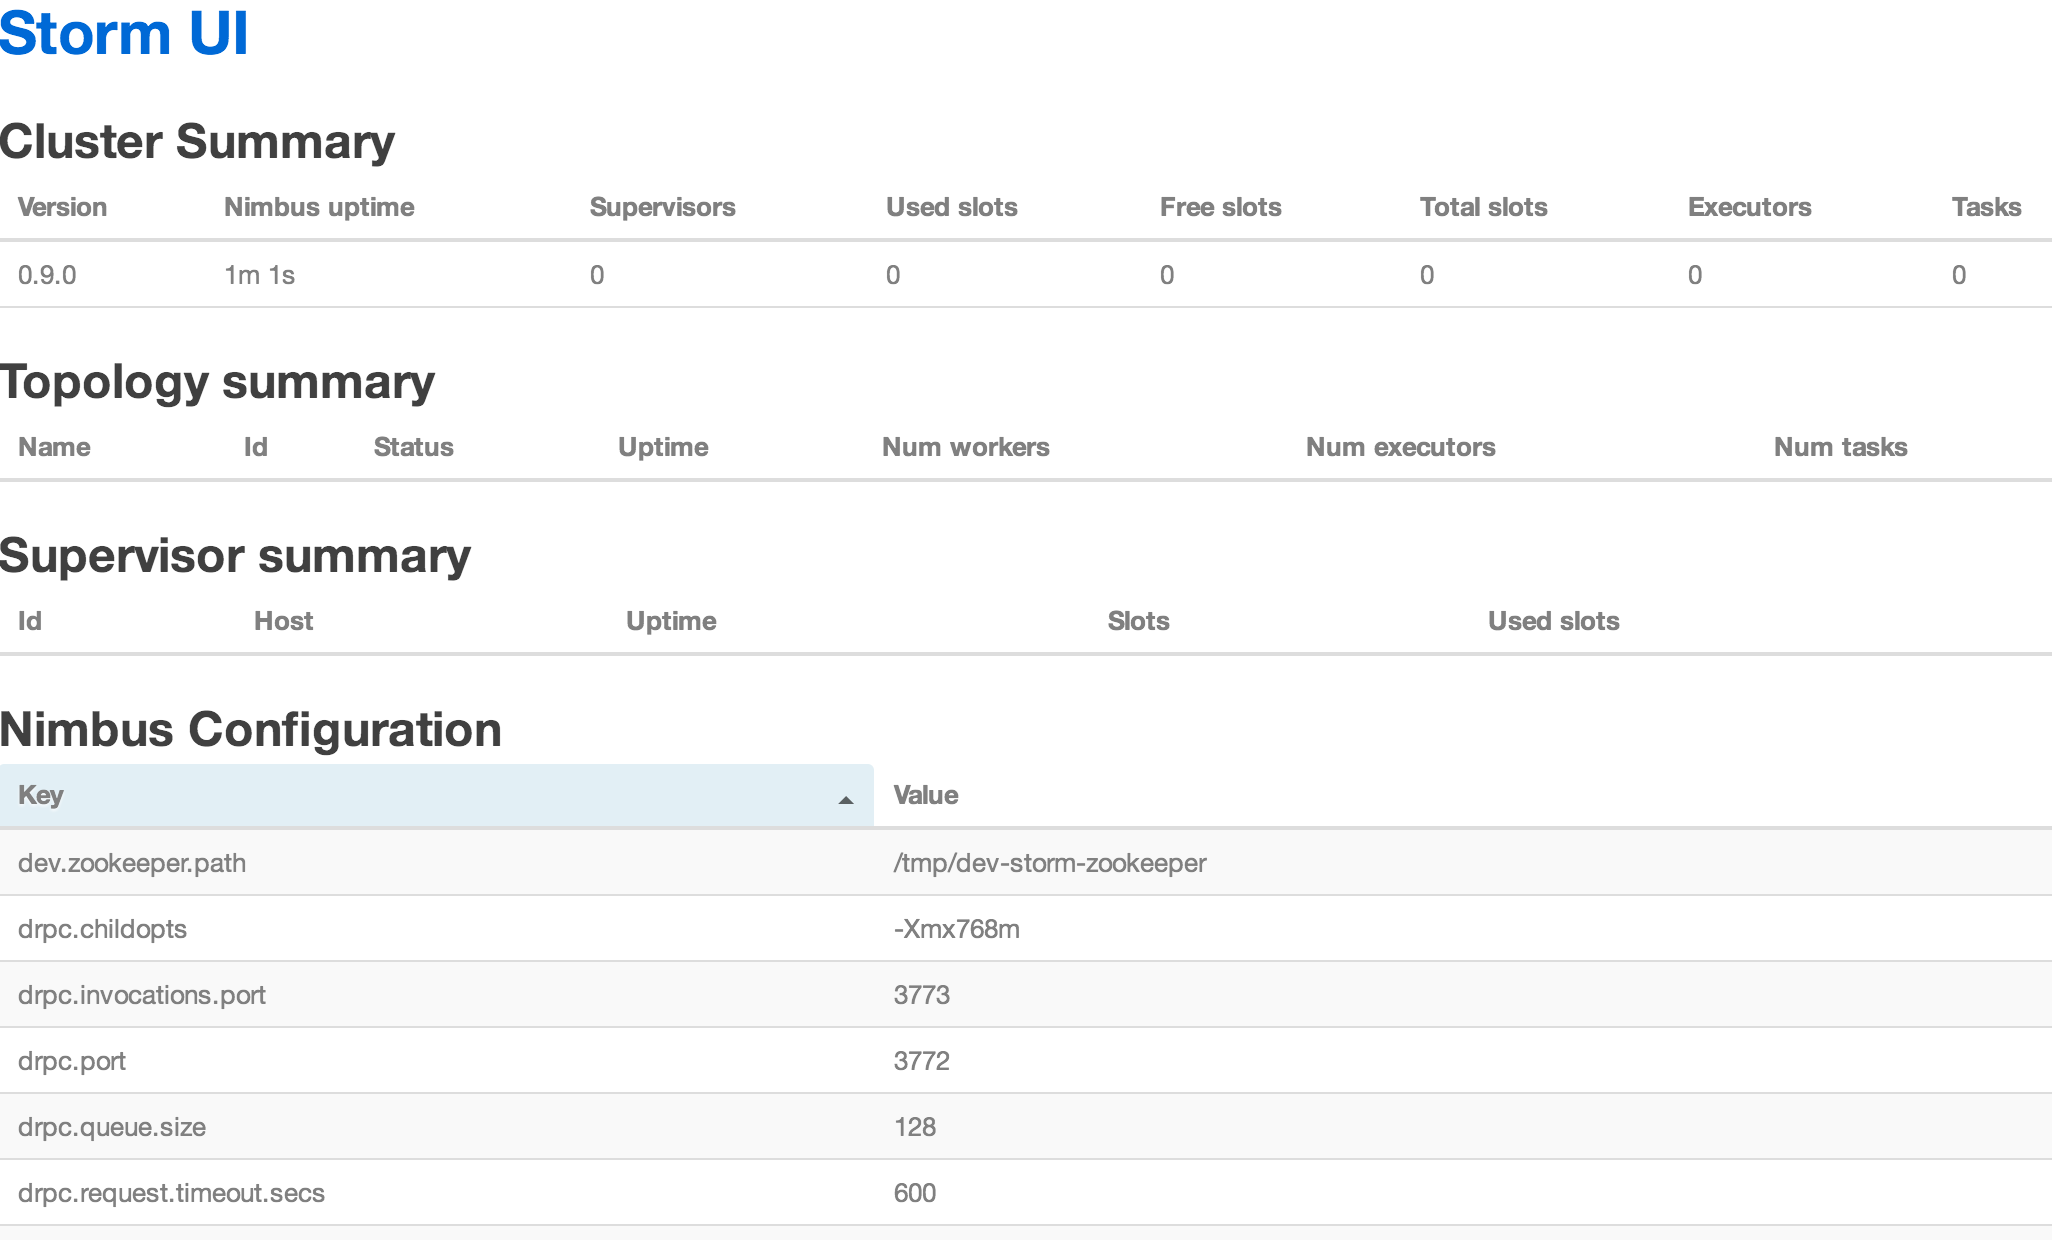 Storm UI
Cluster Summary
Version Nimbus uptime Supervisors Used slots Free slots Total slots Executors Tasks
0.9.0 1m 1s 0 0 0 0 0 0
Topology summary
Name Id Status Uptime Num workers Num executors Num tasks
Supervisor summary
Id Host Uptime Slots Used slots
Nimbus Configuration
Key Value
dev.zookeeper.path /tmp/dev-storm-zookeeper
drpc.childopts -Xmx768m
drpc.invocations.port 3773
drpc.port 3772
drpc.queue.size 128
drpc.request.timeout.secs 600